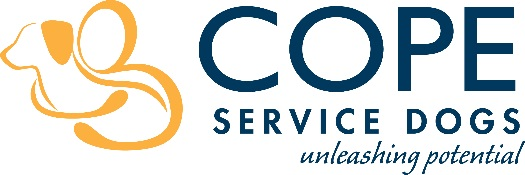 COPE
SERVICE DOGS
unleashing potential